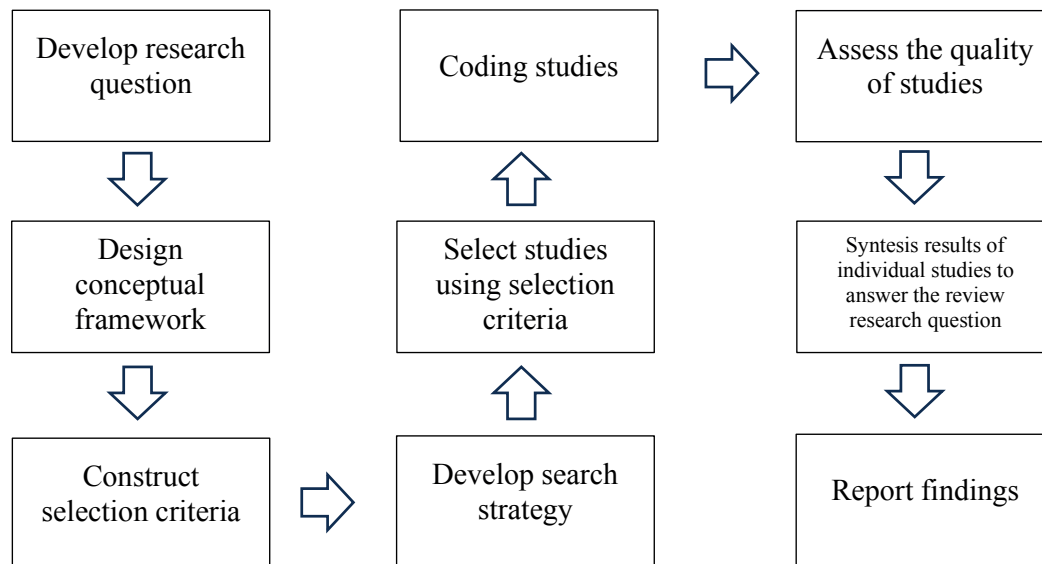 Develop research
question
Design
conceptual
framework
Construct
selection criteria
Develop search
strategy
Select studies
using selection
criteria
Coding studies
Assess the quality
of studies
Syntesis results of
individual studies to
answer the review
research question
Report findings